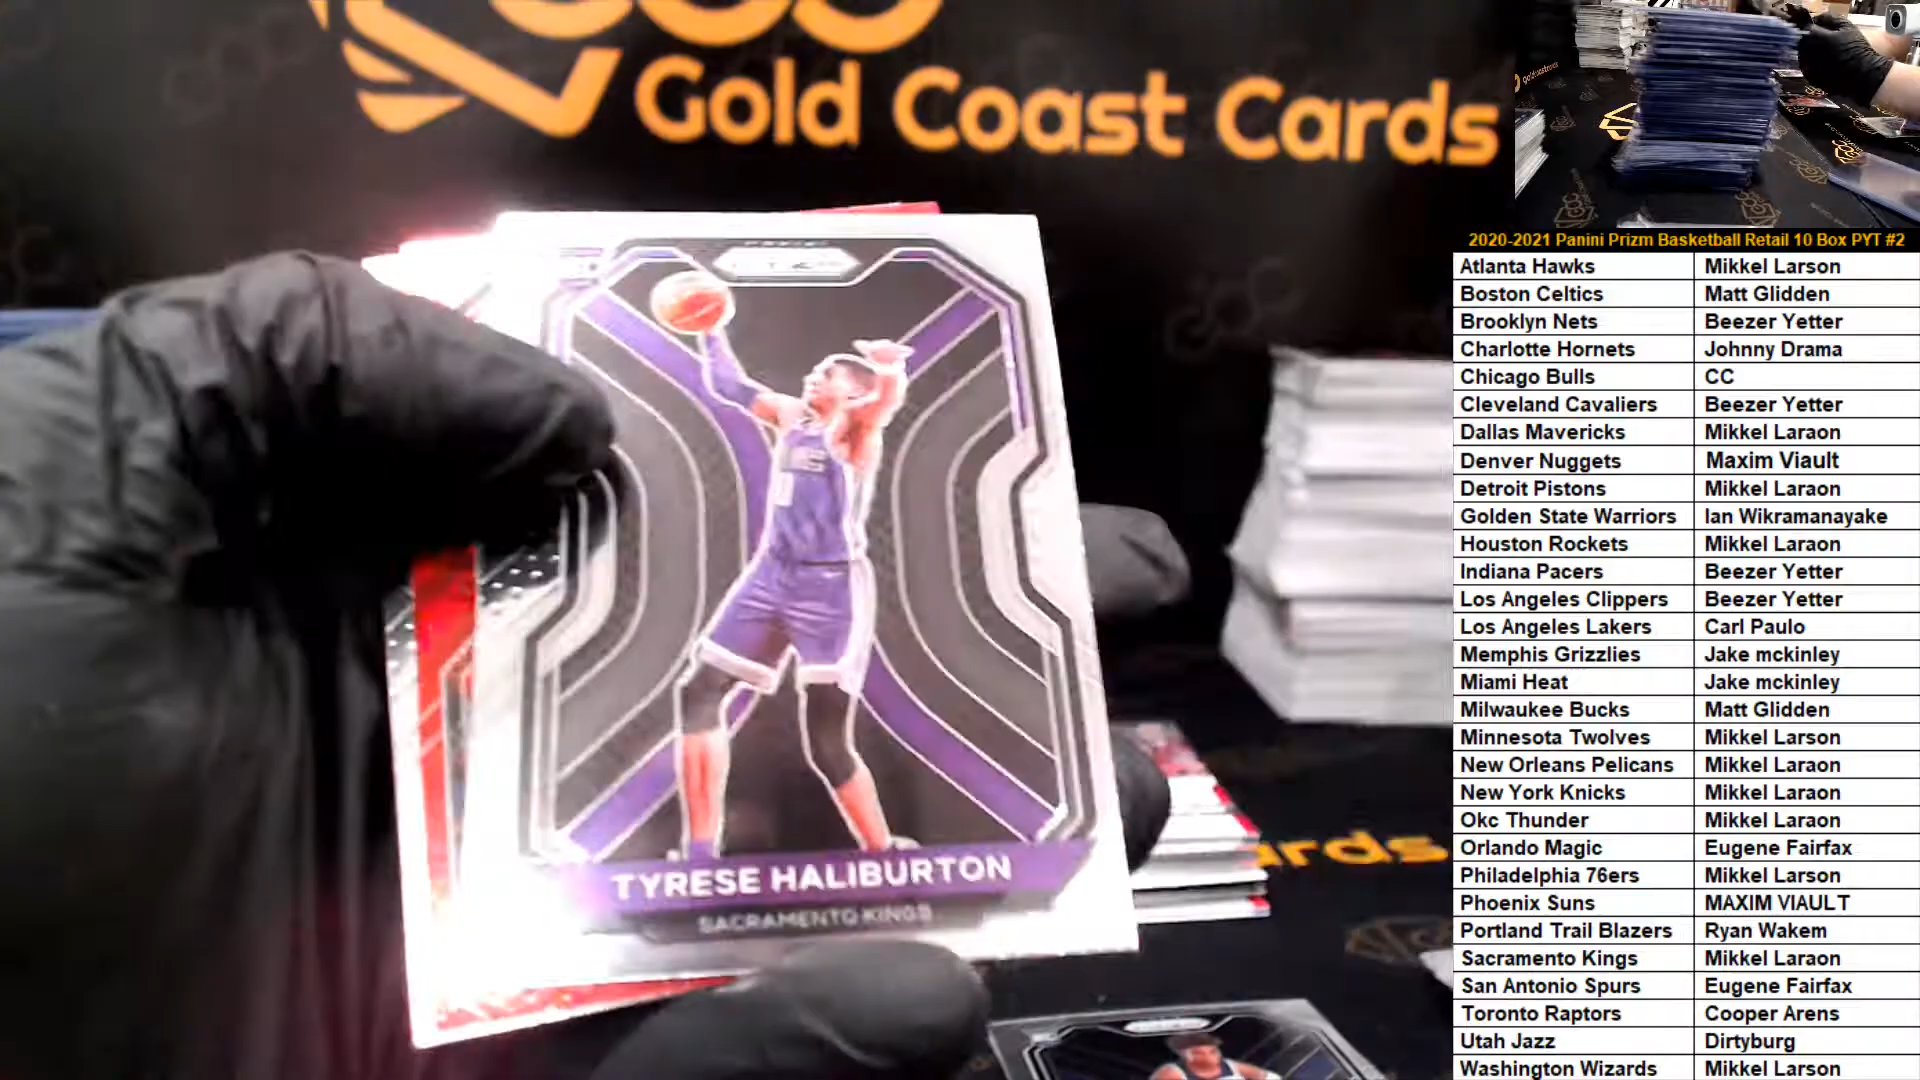 Gold Coast Cards
2020-2021 Panini Prizm Basketball Retail 10 Box PYT #2
Atlanta Hawks Mikkel Larson
Boston Celtics Matt Glidden
Brooklyn Nets Beezer Yetter
Charlotte Hornets Johnny Drama
Chicago Bulls CC
Cleveland Cavaliers Beezer Yetter
Dallas Mavericks Mikkel Laraon
Denver Nuggets Maxim Viault
Detroit Pistons Mikkel Laraon
Golden State Warriors Ian Wikramanayake
Houston Rockets Mikkel Laraon
Indiana Pacers Beezer Yetter
Los Angeles Clippers Beezer Yetter
Los Angeles Lakers Carl Paulo
Memphis Grizzlies Jake mckinley
Miami Heat Jake mckinley
Milwaukee Bucks Matt Glidden
Minnesota Twolves Mikkel Larson
New Orleans Pelicans Mikkel Laraon
New York Knicks Mikkel Laraon
Okc Thunder Mikkel Laraon
Orlando Magic Eugene Fairfax
Philadelphia 76ers Mikkel Larson
Phoenix Suns MAXIM VIAULT
Portland Trail Blazers Ryan Wakem
Sacramento Kings Mikkel Laraon
San Antonio Spurs Eugene Fairfax
Toronto Raptors Cooper Arens
Utah Jazz Dirtyburg
Washington Wizards Mikkel Larson
TYRESE HALIBURTON
SACRAMENTO KINGS